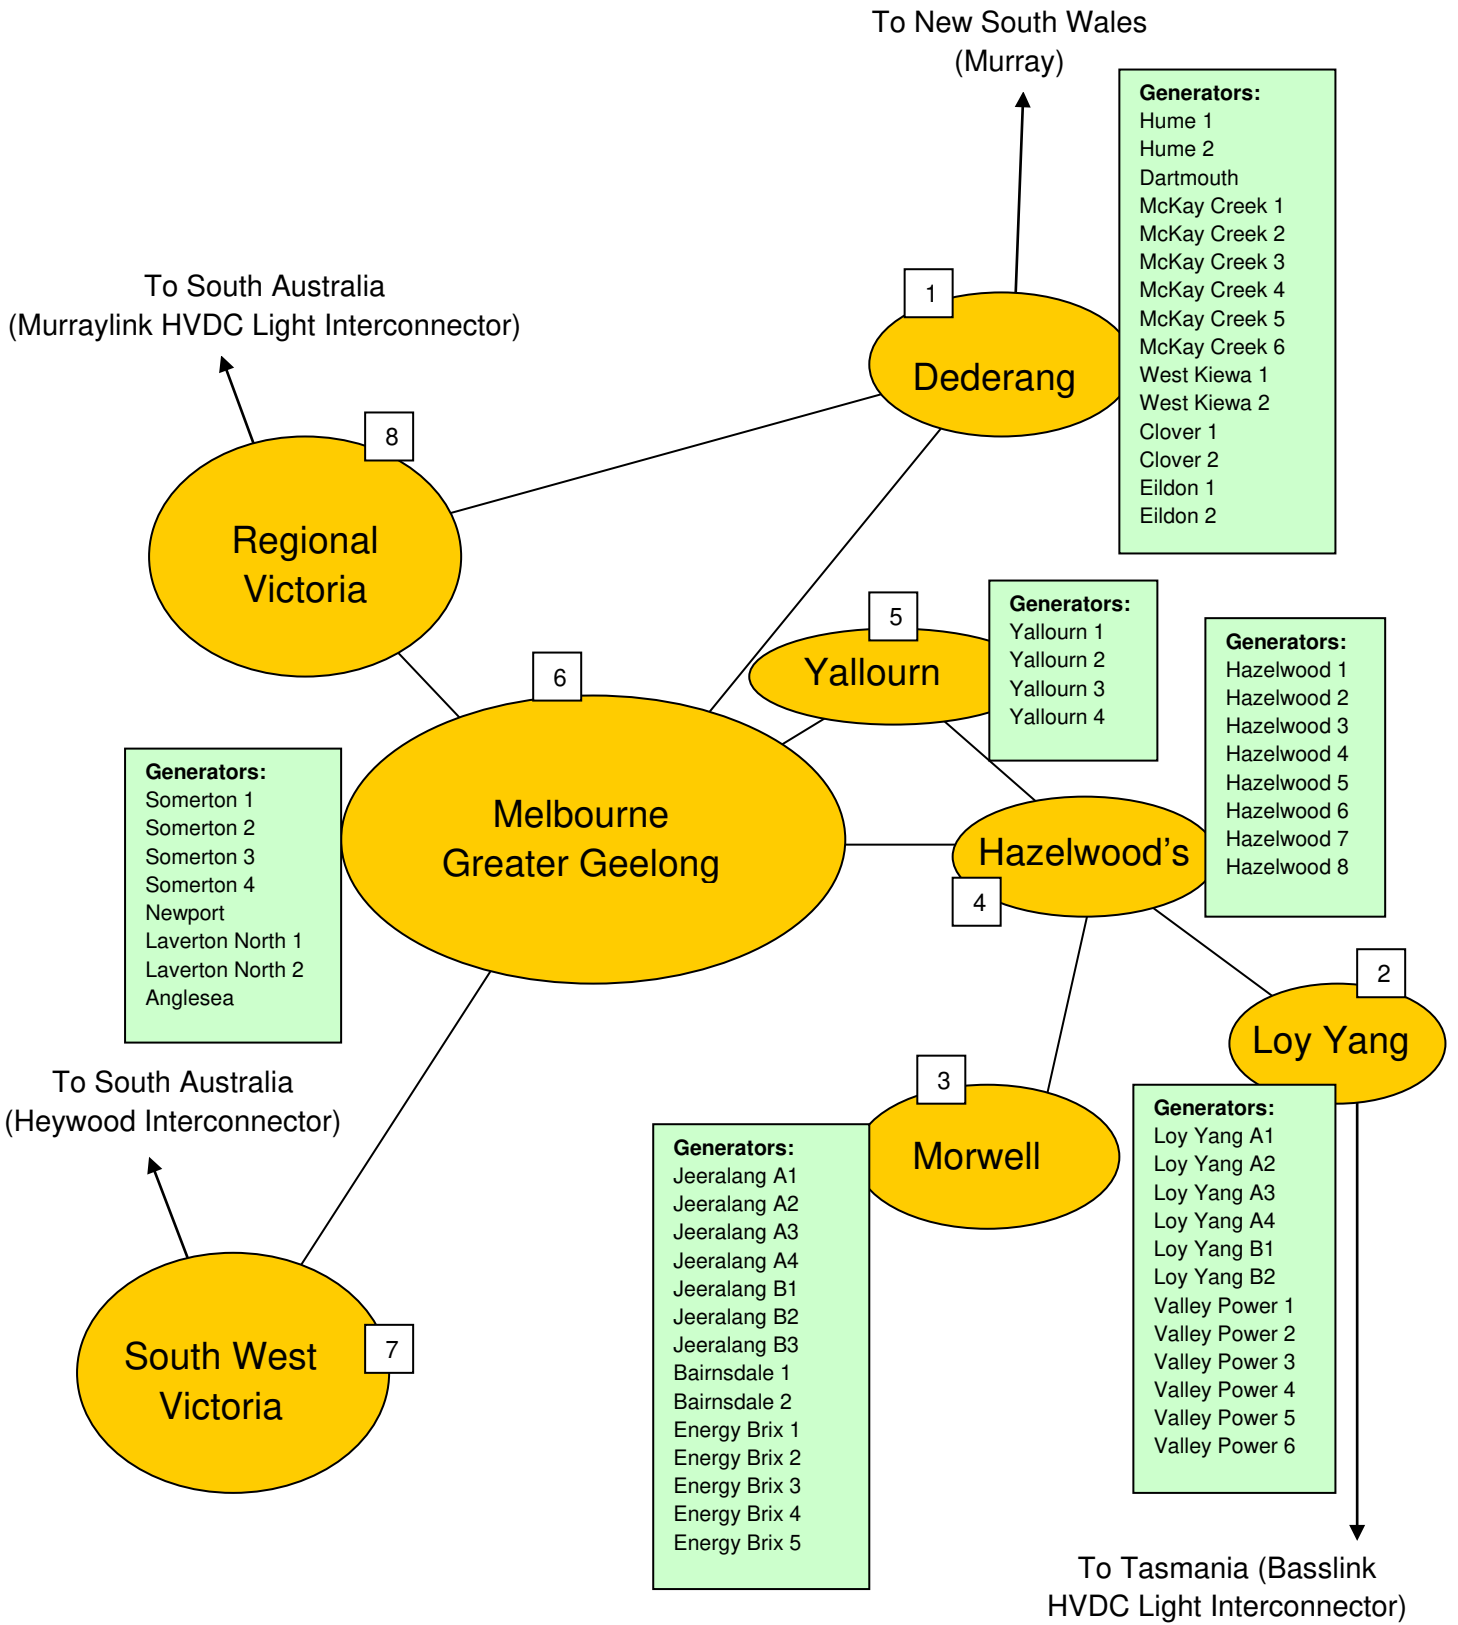 To New South Wales
(Murray)
Generators:
Hume 1
Hume 2
Dartmouth
McKay Creek 1
McKay Creek 2
McKay Creek 3
McKay Creek 4
McKay Creek 5
McKay Creek 6
West Kiewa 1
West Kiewa 2
Clover 1
Clover 2
Eildon 1
Eildon 2
1
Dederang
To South Australia
(Murraylink HVDC Light Interconnector)
8
Regional
Victoria
5
Yallourn
Generators:
Yallourn 1
Yallourn 2
Yallourn 3
Yallourn 4
Generators:
Hazelwood 1
Hazelwood 2
Hazelwood 3
Hazelwood 4
Hazelwood 5
Hazelwood 6
Hazelwood 7
Hazelwood 8
6
Melbourne
Greater Geelong
Generators:
Somerton 1
Somerton 2
Somerton 3
Somerton 4
Newport
Laverton North 1
Laverton North 2
Anglesea
Hazelwood's
4
2
Loy Yang
Generators:
Loy Yang A1
Loy Yang A2
Loy Yang A3
Loy Yang A4
Loy Yang B1
Loy Yang B2
Valley Power 1
Valley Power 2
Valley Power 3
Valley Power 4
Valley Power 5
Valley Power 6
3
Morwell
Generators:
Jeeralang A1
Jeeralang A2
Jeeralang A3
Jeeralang A4
Jeeralang B1
Jeeralang B2
Jeeralang B3
Bairnsdale 1
Bairnsdale 2
Energy Brix 1
Energy Brix 2
Energy Brix 3
Energy Brix 4
Energy Brix 5
To South Australia
(Heywood Interconnector)
7
South West
Victoria
To Tasmania (Basslink
HVDC Light Interconnector)